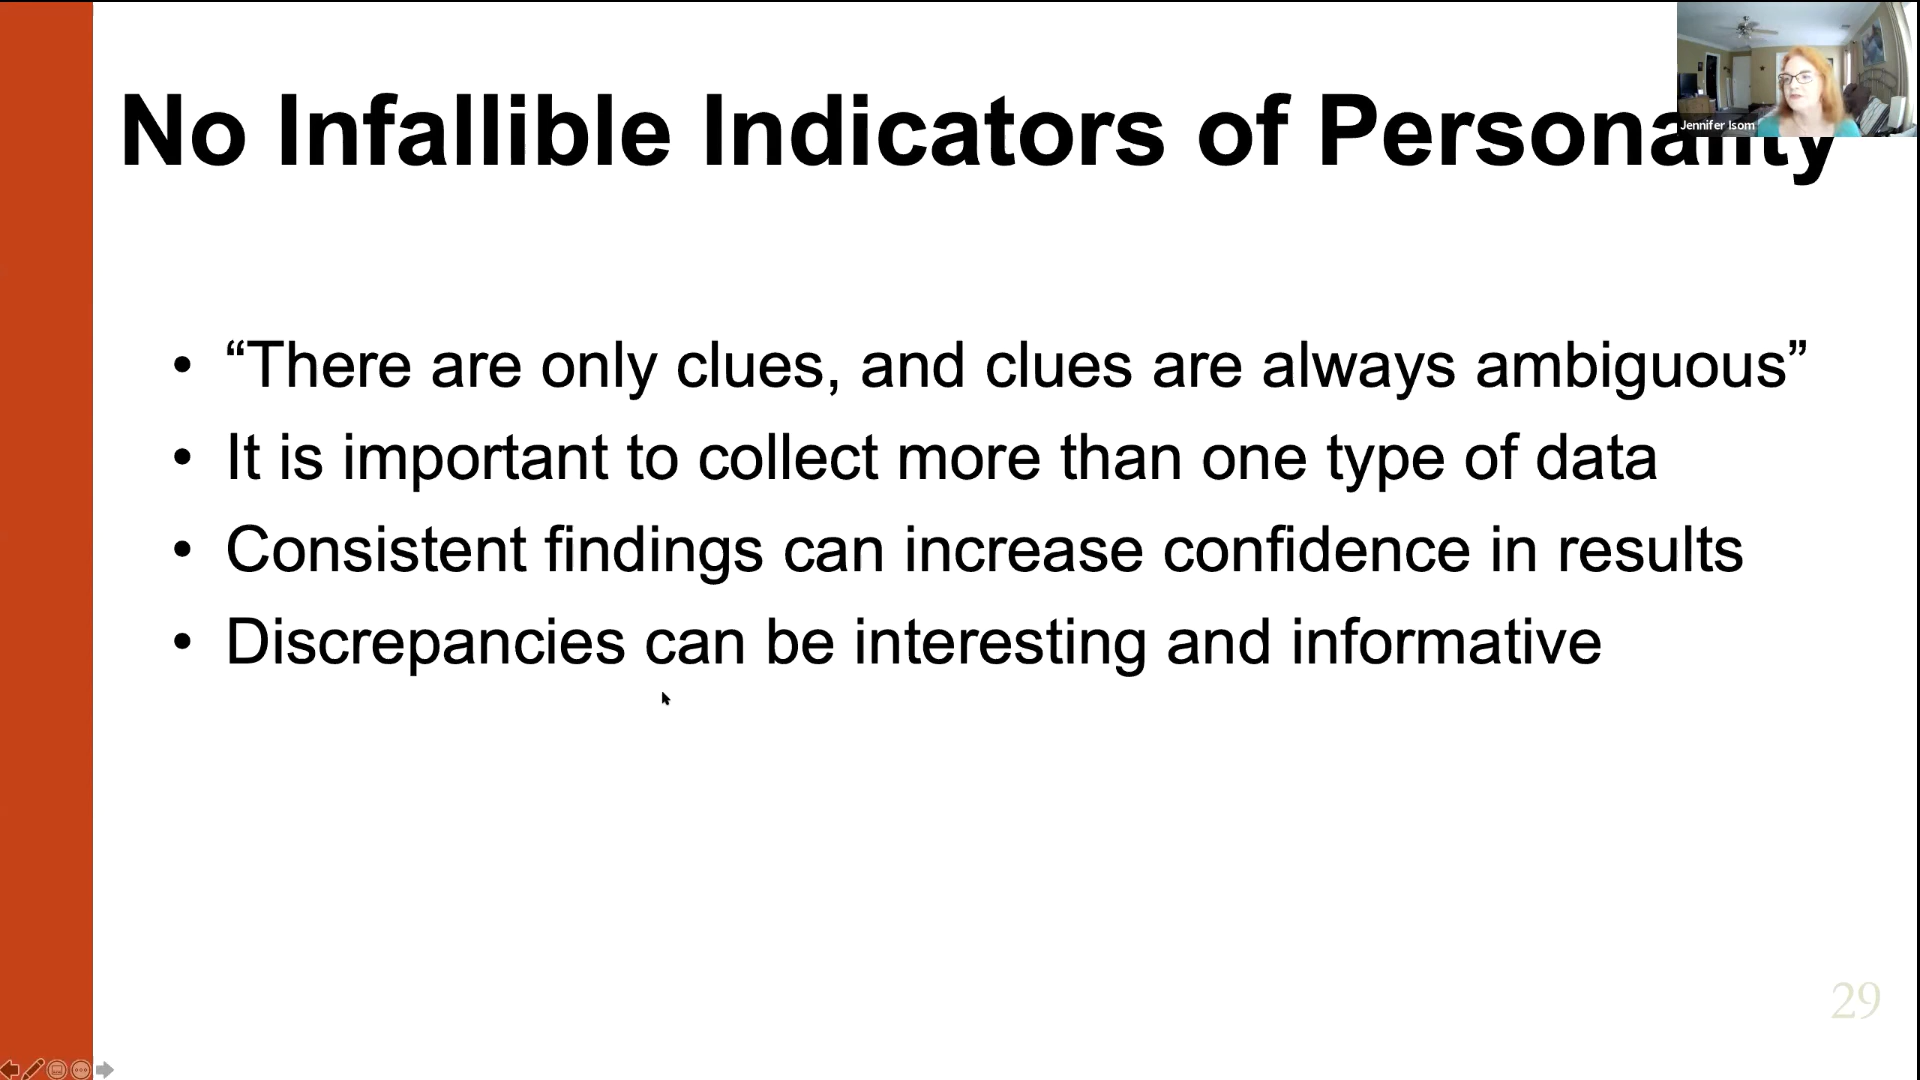 No Infallible Indicators of Personality
Jennifer Isom
• “There are only clues, and clues are always ambiguous”
• It is important to collect more than one type of data
• Consistent findings can increase confidence in results
• Discrepancies can be interesting and informative
29